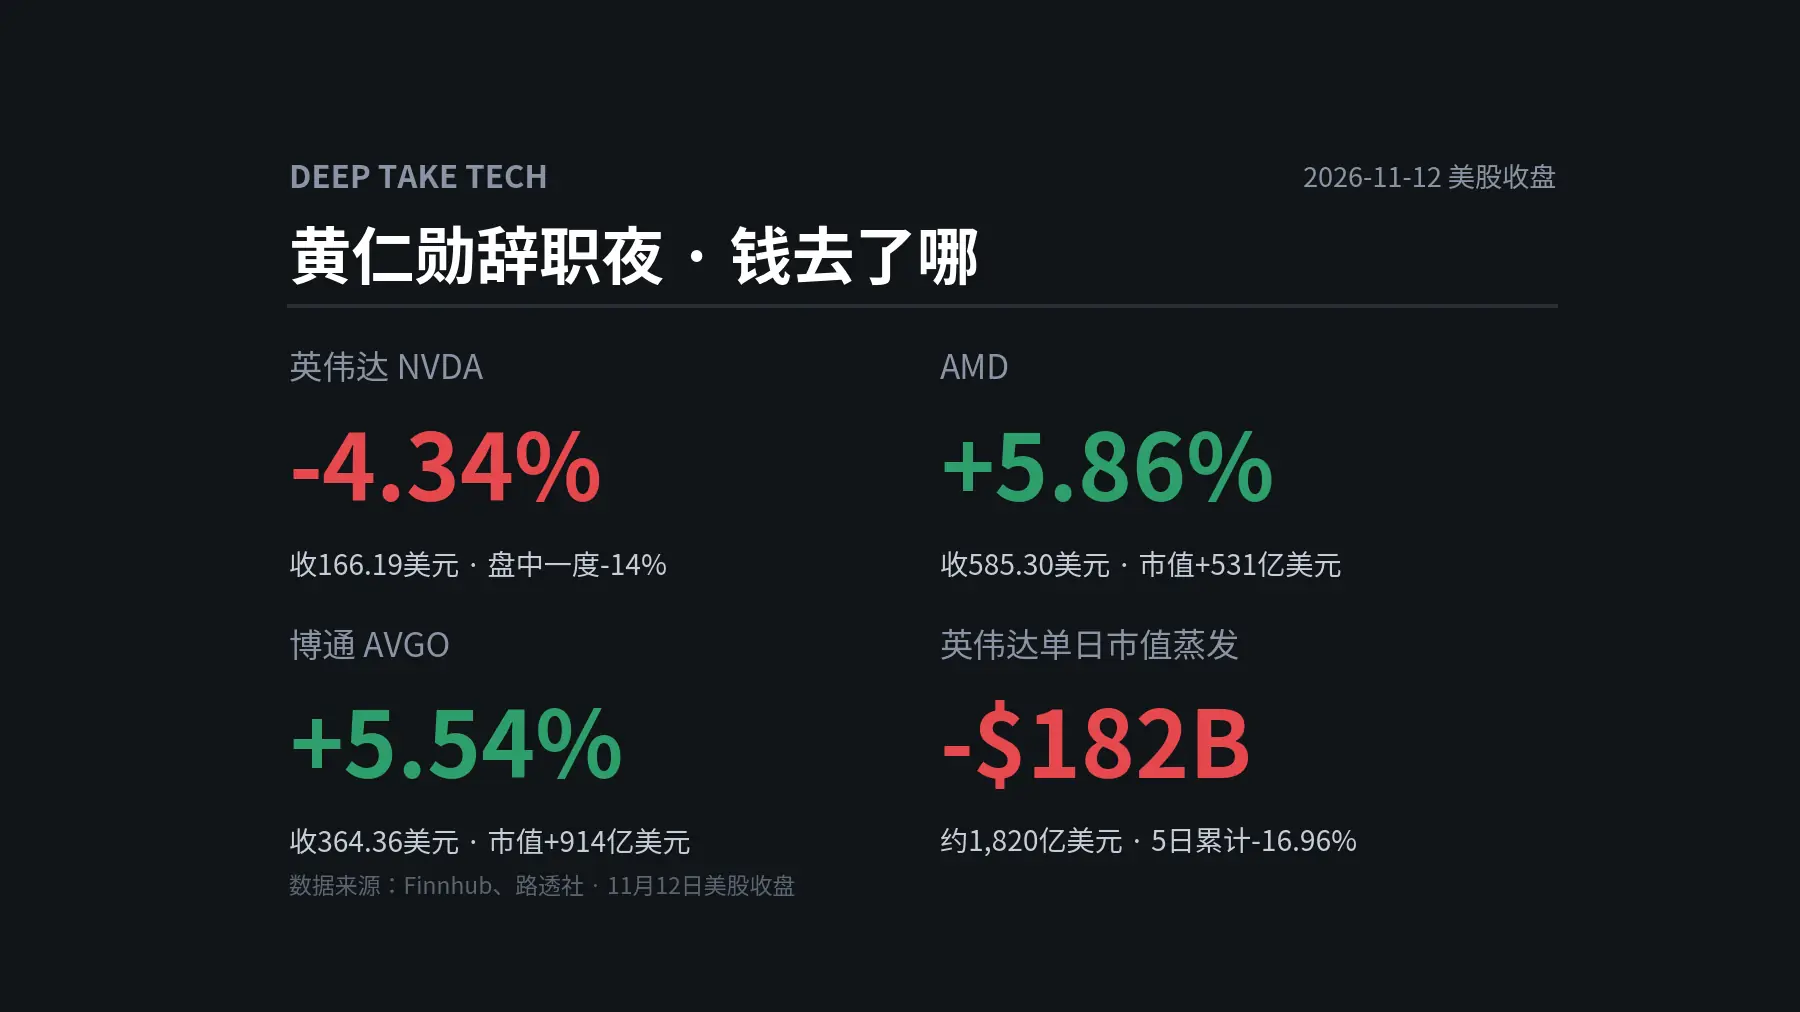 DEEP TAKE TECH
2026-11-12 美股收盘
黄仁勋辞职夜 · 钱去了哪
英伟达 NVDA
-4.34%
收166.19美元 · 盘中一度-14%
AMD
+5.86%
收585.30美元 · 市值+531亿美元
博通 AVGO
+5.54%
收364.36美元 · 市值+914亿美元
英伟达单日市值蒸发
-$182B
约1,820亿美元 · 5日累计-16.96%
数据来源：Finnhub、路透社 · 11月12日美股收盘